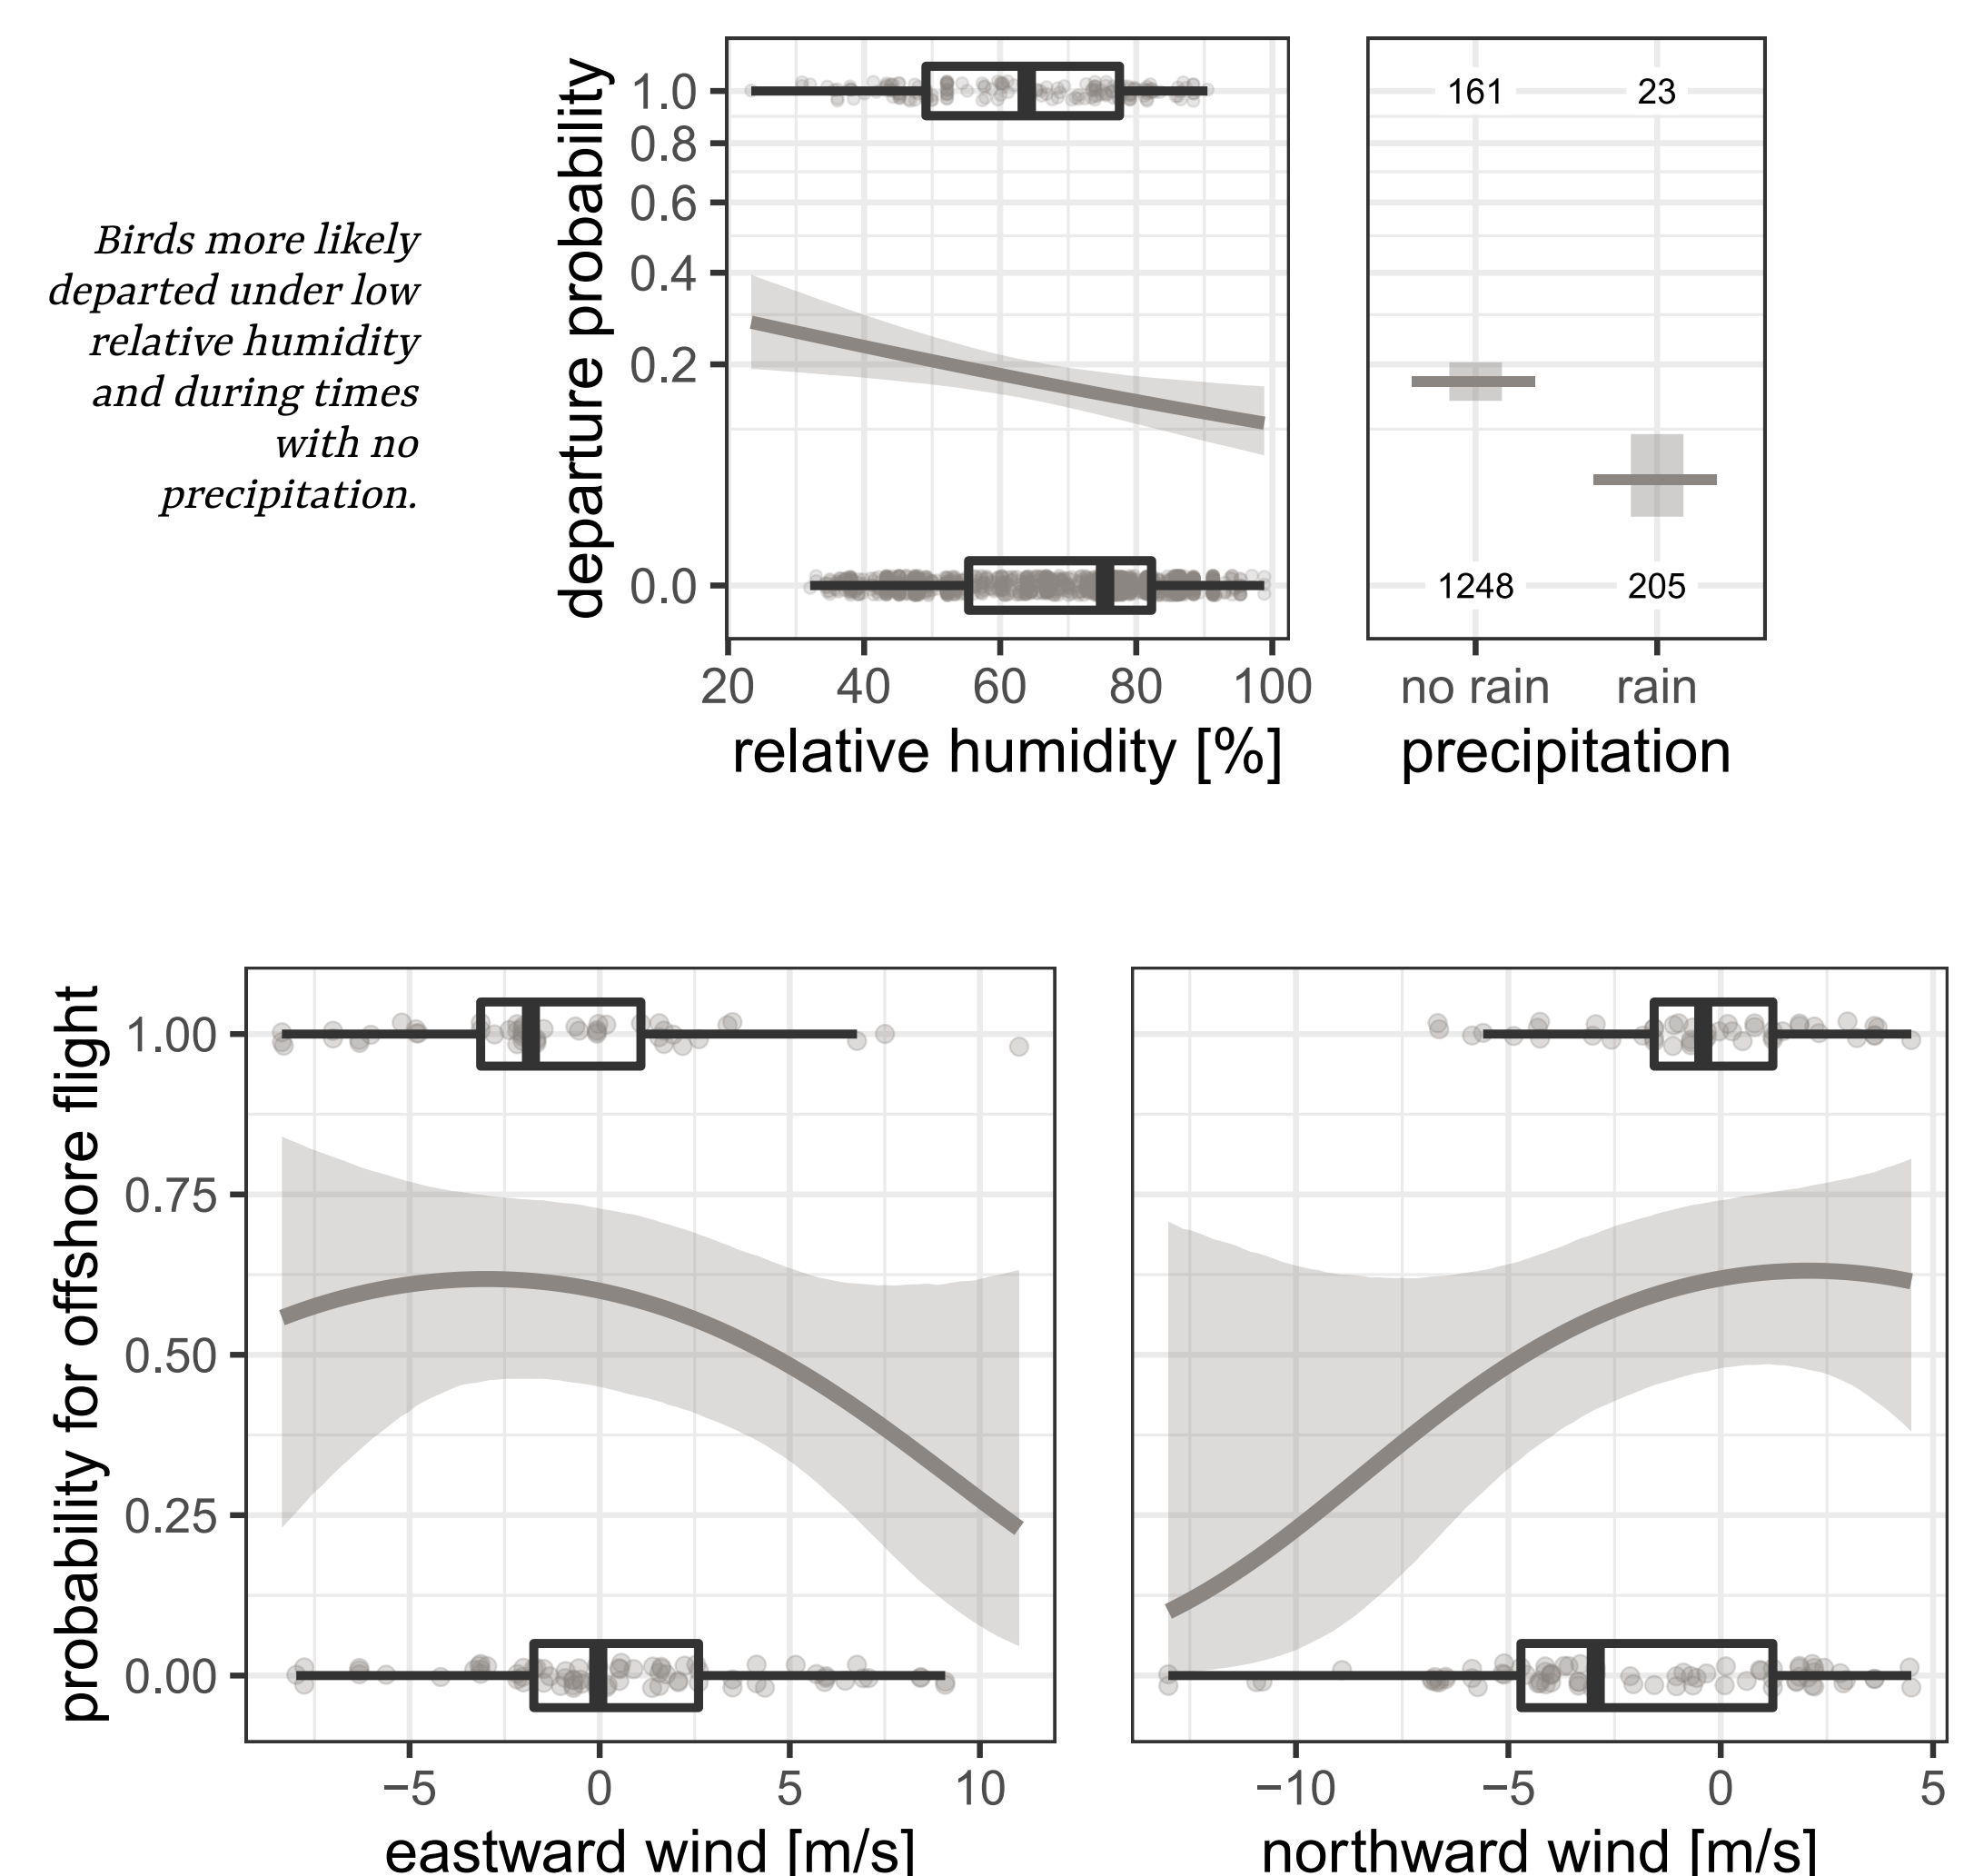 Birds more likely
departed under low
relative humidity
and during times
with no
precipitation.
departure probability
1.0
0.8
0.6
0.4
0.2
0.0
20 40 60 80 100
relative humidity [%]
161 23
1248 205
no rain rain
precipitation
probability for offshore flight
1.00
0.75
0.50
0.25
0.00
−5 0 5 10
eastward wind [m/s]
−10 −5 0 5
northward wind [m/s]